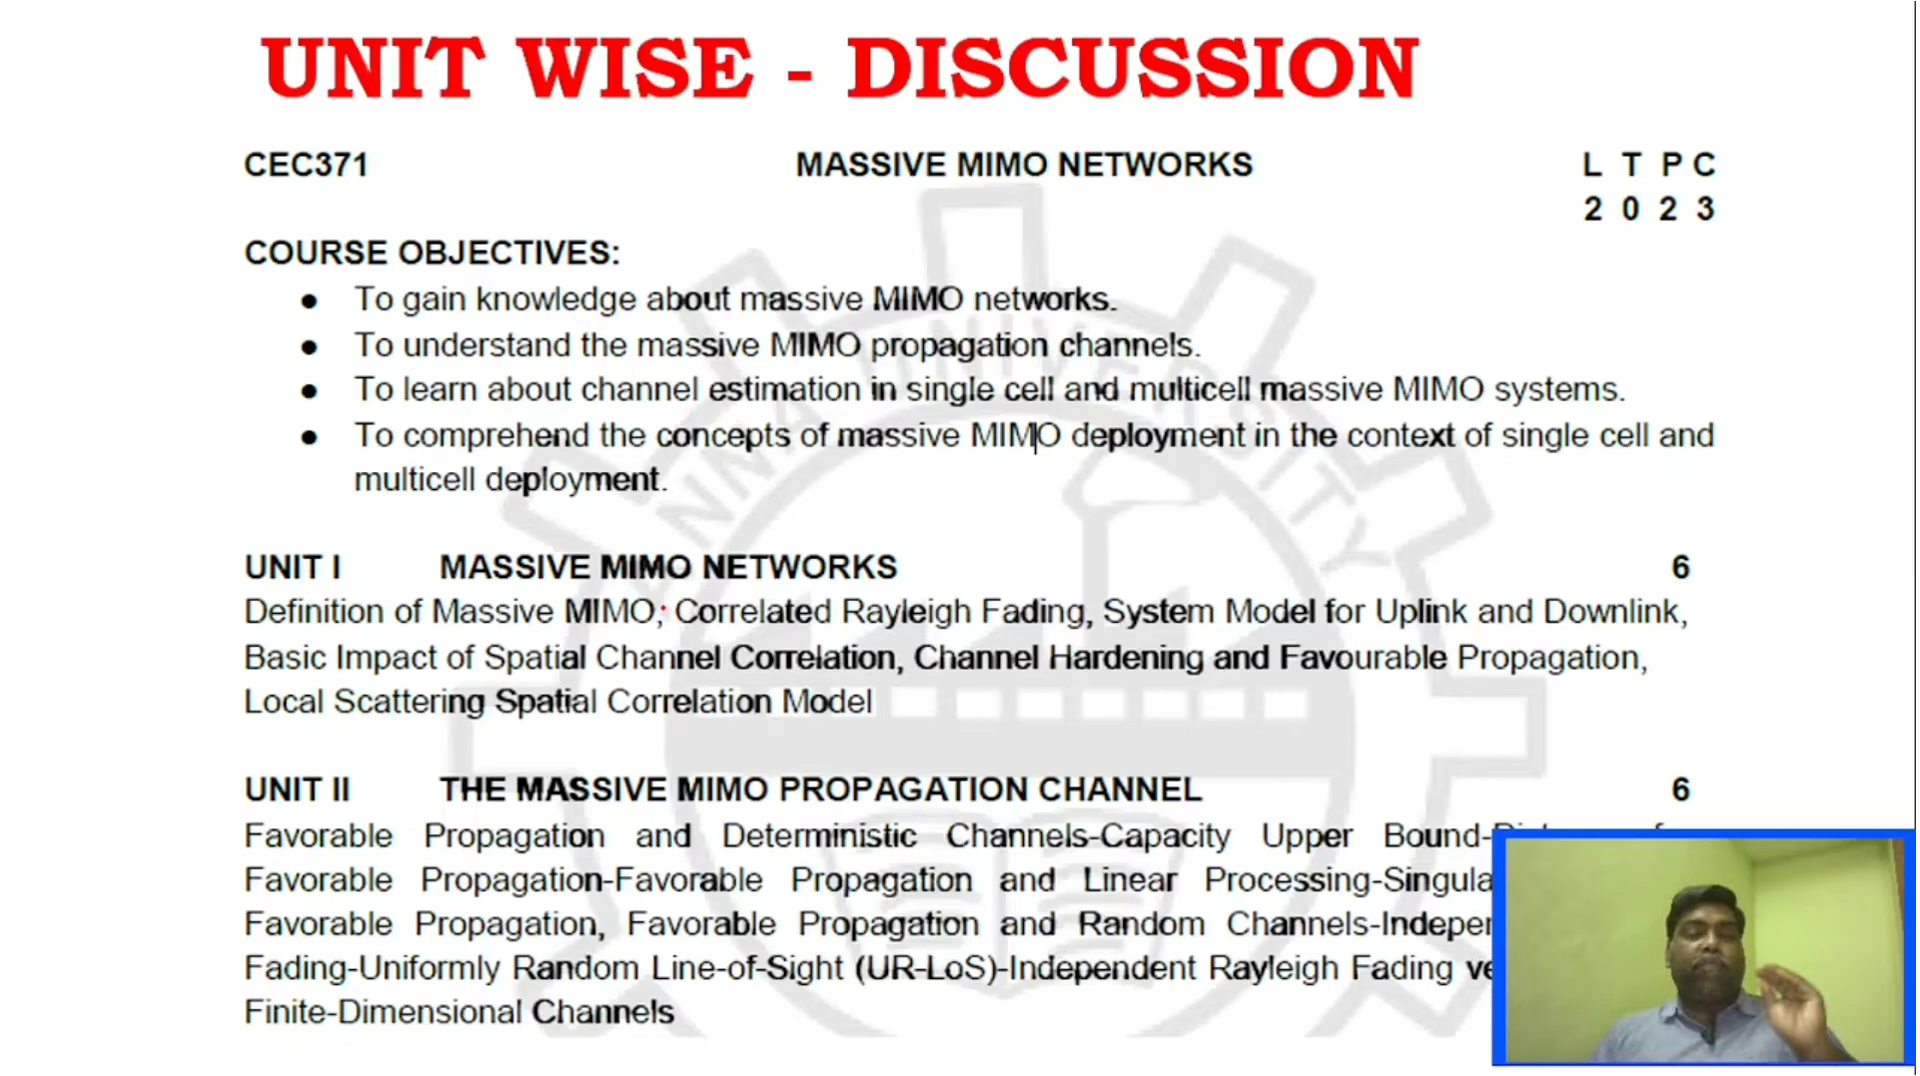 UNIT WISE - DISCUSSION
CEC371 MASSIVE MIMO NETWORKS L T P C
2 0 2 3
COURSE OBJECTIVES:
● To gain knowledge about massive MIMO networks.
● To understand the massive MIMO propagation channels.
● To learn about channel estimation in single cell and multicell massive MIMO systems.
● To comprehend the concepts of massive MIMO deployment in the context of single cell and
multicell deployment.
UNIT I MASSIVE MIMO NETWORKS 6
Definition of Massive MIMO; Correlated Rayleigh Fading, System Model for Uplink and Downlink,
Basic Impact of Spatial Channel Correlation, Channel Hardening and Favourable Propagation,
Local Scattering Spatial Correlation Model
UNIT II THE MASSIVE MIMO PROPAGATION CHANNEL 6
Favorable Propagation and Deterministic Channels-Capacity Upper Bound-
Favorable Propagation-Favorable Propagation and Linear Processing-
Favorable Propagation, Favorable Propagation and Random Channels-
Fading-Uniformly Random Line-of-Sight (UR-LoS)-Independent Rayleigh Fading
Finite-Dimensional Channels
ANNA UNIVERSITY